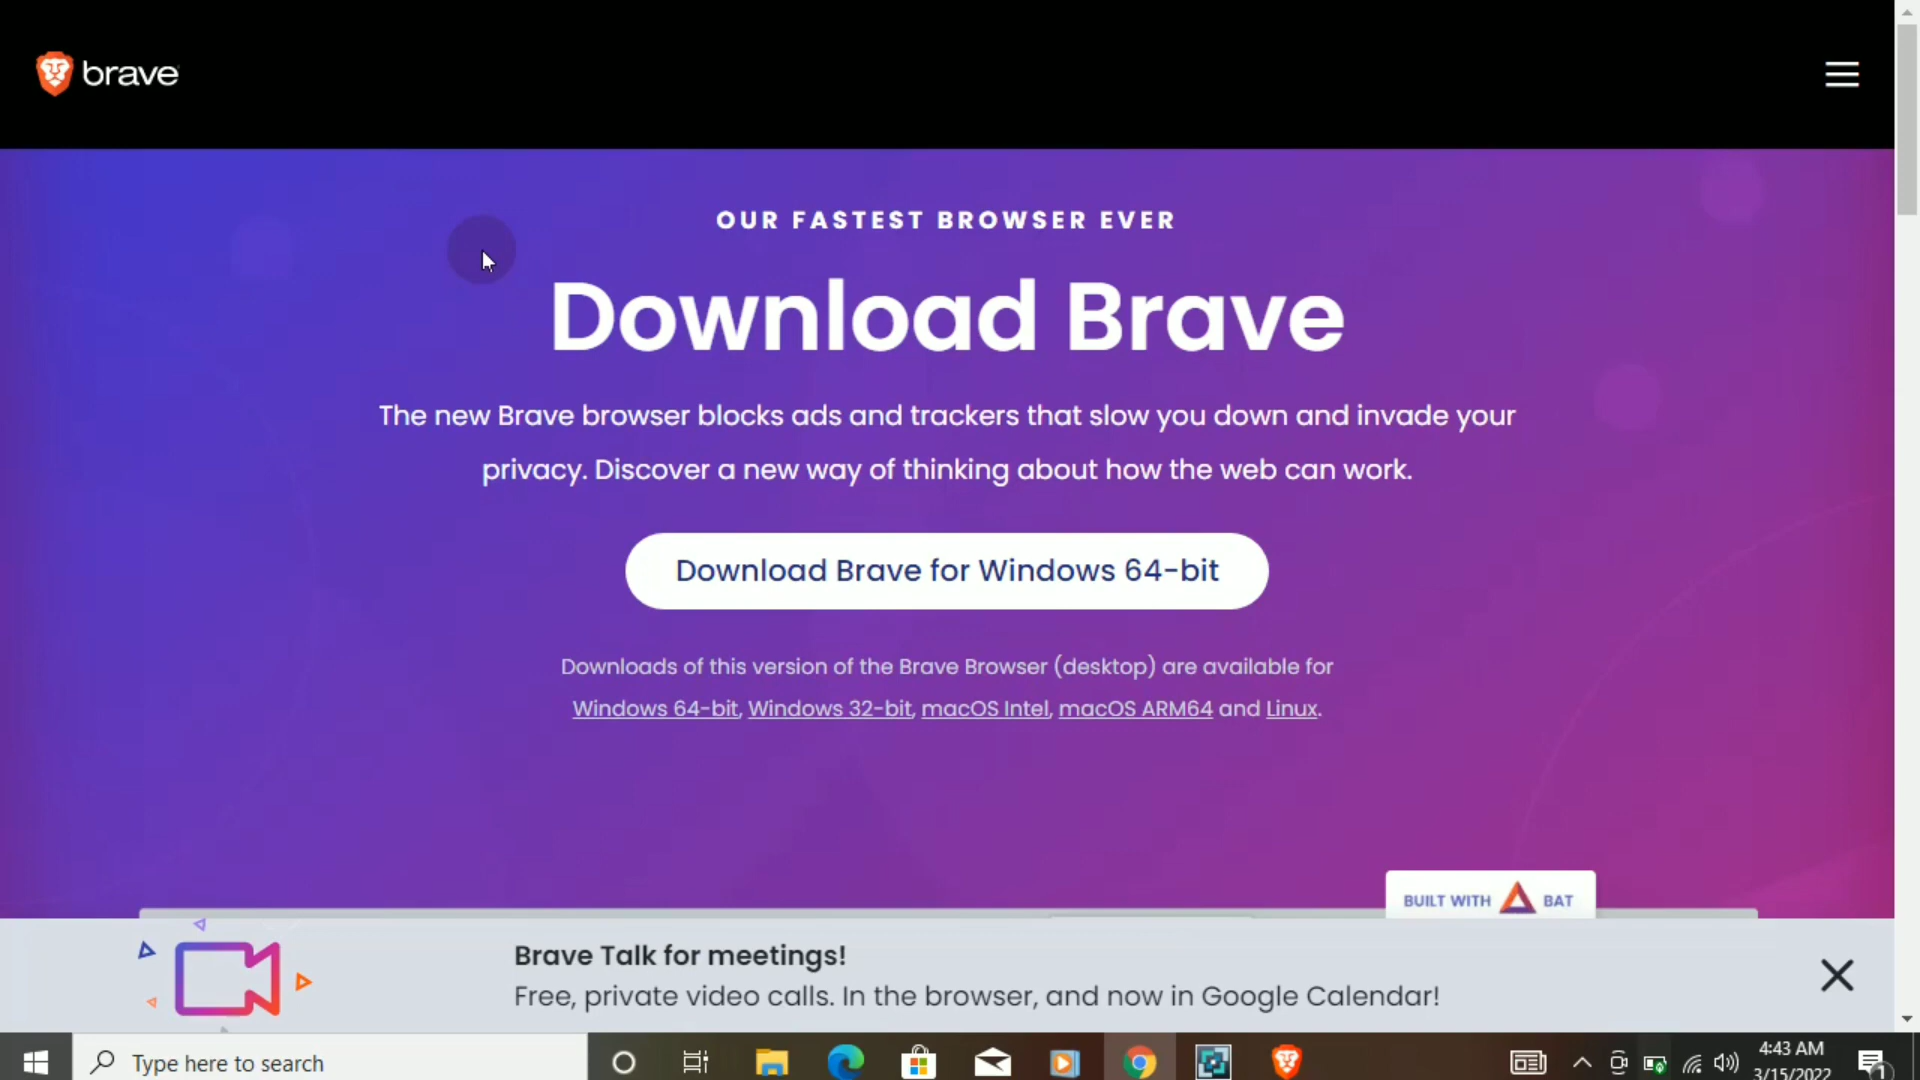 brave
OUR FASTEST BROWSER EVER
Download Brave
The new Brave browser blocks ads and trackers that slow you down and invade your
privacy. Discover a new way of thinking about how the web can work.
Download Brave for Windows 64-bit
Downloads of this version of the Brave Browser (desktop) are available for
Windows 64-bit, Windows 32-bit, macOS Intel, macOS ARM64 and Linux.
BUILT WITH BAT
Brave Talk for meetings!
Free, private video calls. In the browser, and now in Google Calendar!
Type here to search
4:43 AM
3/15/2022
1